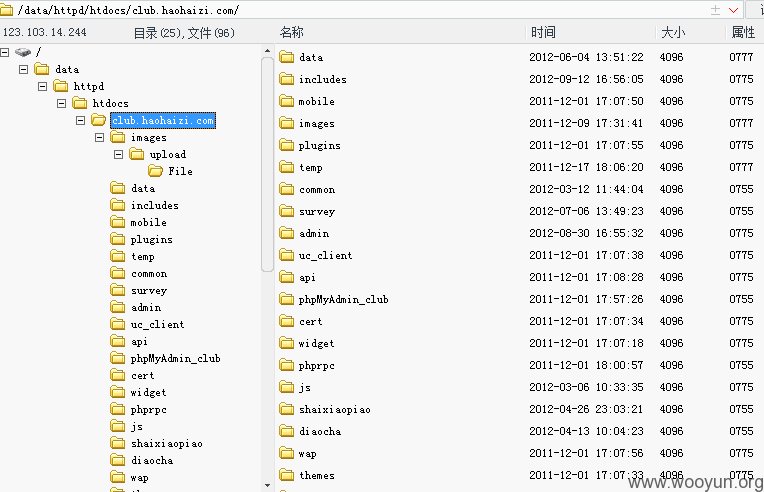 /data/httpd/htdocs/club.haohaizi.com/
123.103.14.244 目录(25),文件(96) 名称 时间 大小 属性
/
data
httpd
htdocs
club.haohaizi.com
images
upload
File
data
includes
mobile
plugins
temp
common
survey
admin
uc_client
api
phpMyAdmin_club
cert
widget
phprpc
js
shaixiaopiao
diaocha
wap
data 2012-06-04 13:51:22 4096 0777
includes 2012-09-12 16:56:05 4096 0775
mobile 2011-12-01 17:07:50 4096 0775
images 2011-12-09 17:31:41 4096 0777
plugins 2011-12-01 17:07:55 4096 0775
temp 2011-12-17 18:06:20 4096 0777
common 2012-03-12 11:44:04 4096 0755
survey 2012-07-06 13:49:23 4096 0755
admin 2012-08-30 16:55:32 4096 0775
uc_client 2011-12-01 17:07:38 4096 0775
api 2011-12-01 17:08:28 4096 0775
phpMyAdmin_club 2011-12-01 17:57:26 4096 0755
cert 2011-12-01 17:07:34 4096 0775
widget 2011-12-01 17:07:18 4096 0775
phprpc 2011-12-01 18:00:57 4096 0755
js 2012-03-06 10:33:35 4096 0775
shaixiaopiao 2012-04-26 23:03:21 4096 0755
diaocha 2012-04-13 10:04:23 4096 0755
wap 2011-12-01 17:07:56 4096 0775
themes 2011-12-01 17:07:33 4096 0775
www.wooyun.org